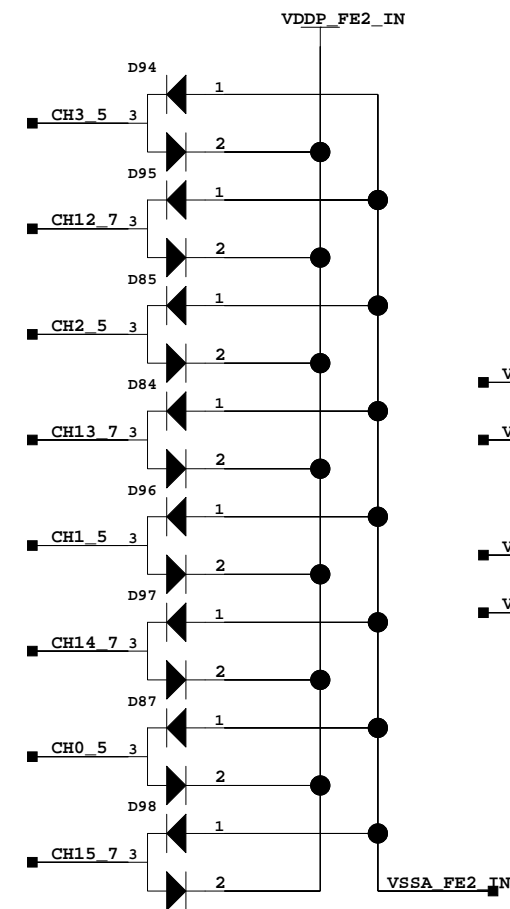 VDDP_FE2_IN
D94
1
CH3_5 3
2
D95
1
CH12_7 3
2
D85
1
CH2_5 3
2
D84
1
CH13_7 3
2
D96
1
CH1_5 3
2
D97
1
CH14_7 3
2
D87
1
CH0_5 3
2
D98
1
CH15_7 3
2
VSSA_FE2_IN
V
V
V
V